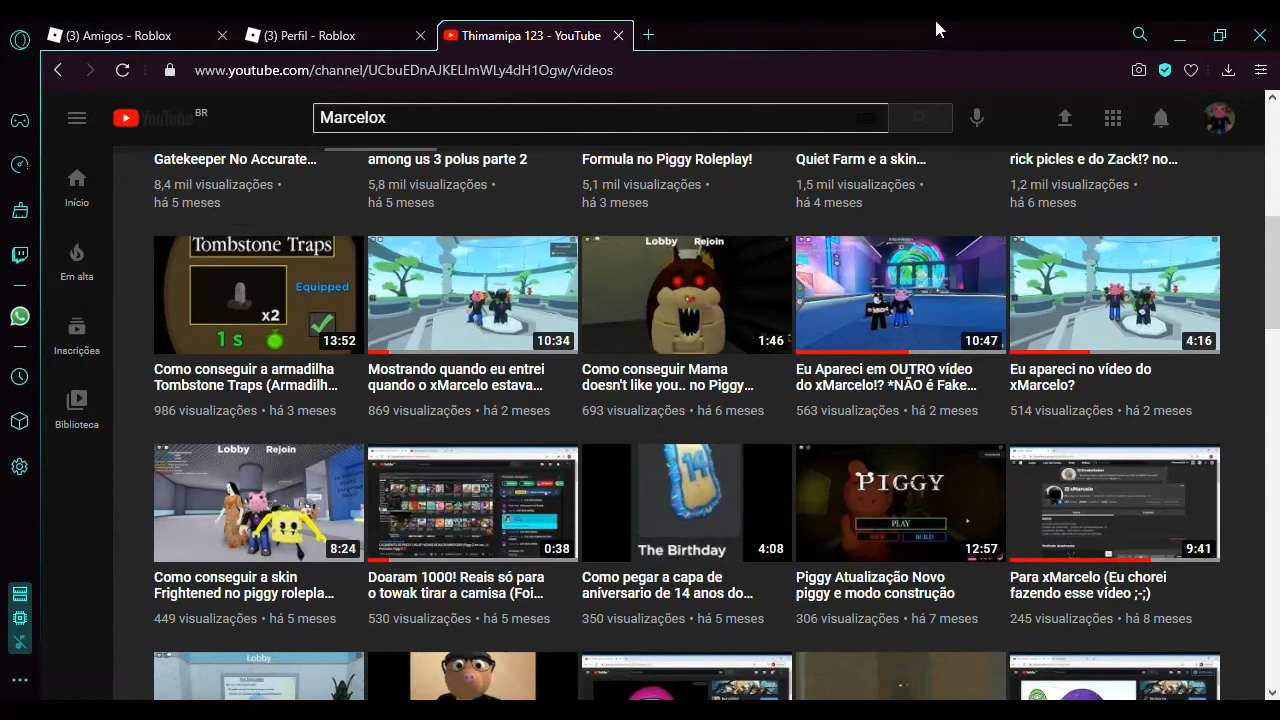 (3) Amigos - Roblox
(3) Perfil - Roblox
Thimamipa 123 - YouTube
www.youtube.com/channel/UCbuEDnAJKELImWLy4dH1Ogw/videos
YouTube BR
Marcelox
Início
Em alta
Inscrições
Biblioteca
Gatekeeper No Accurate...
8,4 mil visualizações •
há 5 meses
among us 3 polus parte 2
5,8 mil visualizações •
há 5 meses
Formula no Piggy Roleplay!
5,1 mil visualizações •
há 3 meses
Quiet Farm e a skin...
1,5 mil visualizações •
há 4 meses
rick picles e do Zack!? no...
1,2 mil visualizações •
há 6 meses
Tombstone Traps
Equipped
x2
1 s
13:52
Como conseguir a armadilha
Tombstone Traps (Armadilh...
986 visualizações • há 3 meses
10:34
Mostrando quando eu entrei
quando o xMarcelo estava...
869 visualizações • há 2 meses
Lobby Rejoin
1:46
Como conseguir Mama
doesn't like you.. no Piggy...
693 visualizações • há 6 meses
10:47
Eu Apareci em OUTRO vídeo
do xMarcelo!? *NÃO é Fake...
563 visualizações • há 2 meses
4:16
Eu apareci no vídeo do
xMarcelo?
514 visualizações • há 2 meses
Lobby Rejoin
8:24
Como conseguir a skin
Frightened no piggy rolepla...
449 visualizações • há 5 meses
0:38
Doaram 1000! Reais só para
o towak tirar a camisa (Foi...
530 visualizações • há 5 meses
14
The Birthday
4:08
Como pegar a capa de
aniversario de 14 anos do...
350 visualizações • há 5 meses
PIGGY
PLAY
SHOP
BUILD
12:57
Piggy Atualização Novo
piggy e modo construção
306 visualizações • há 7 meses
xMarcelo
9:41
Para xMarcelo (Eu chorei
fazendo esse vídeo ;-;)
245 visualizações • há 8 meses
Lobby